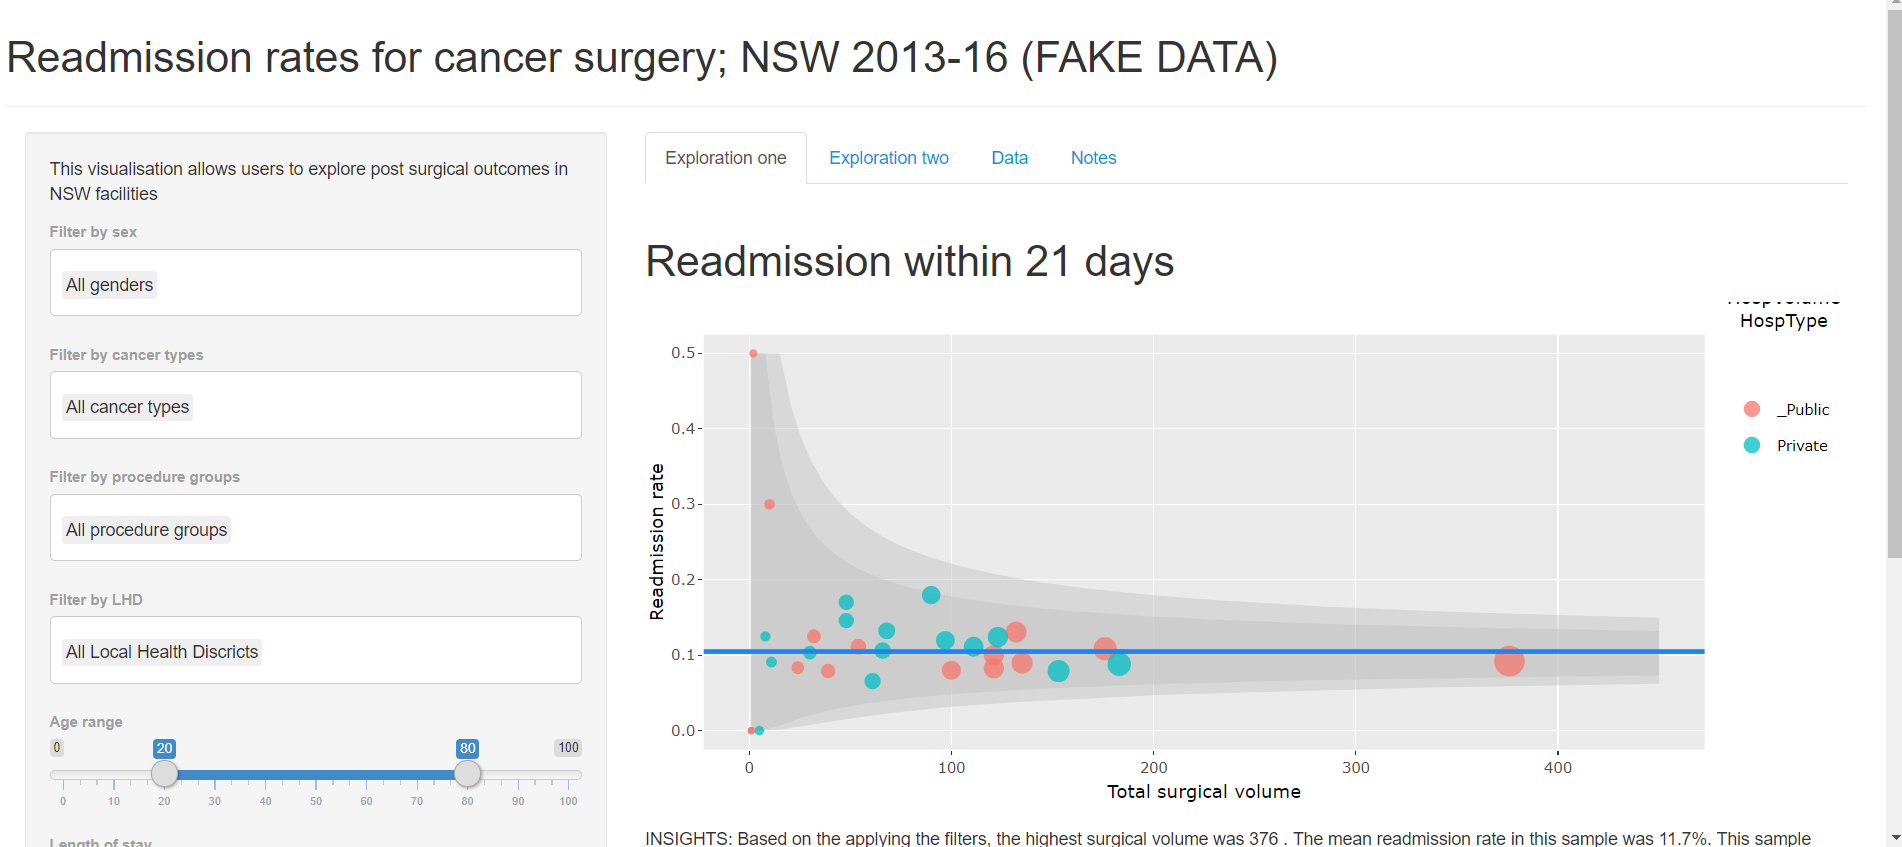 Readmission rates for cancer surgery; NSW 2013-16 (FAKE DATA)
This visualisation allows users to explore post surgical outcomes in
NSW facilities
Filter by sex
All genders
Filter by cancer types
All cancer types
Filter by procedure groups
All procedure groups
Filter by LHD
All Local Health Discricts
Age range
0
20
80
100
0 10 20 30 40 50 60 70 80 90 100
Length of stay
Exploration one
Exploration two
Data
Notes
Readmission within 21 days
HospVolume
HospType
_Public
Private
Readmission rate
0.5
0.4
0.3
0.2
0.1
0.0
0 100 200 300 400
Total surgical volume
INSIGHTS: Based on the applying the filters, the highest surgical volume was 376 . The mean readmission rate in this sample was 11.7%. This sample